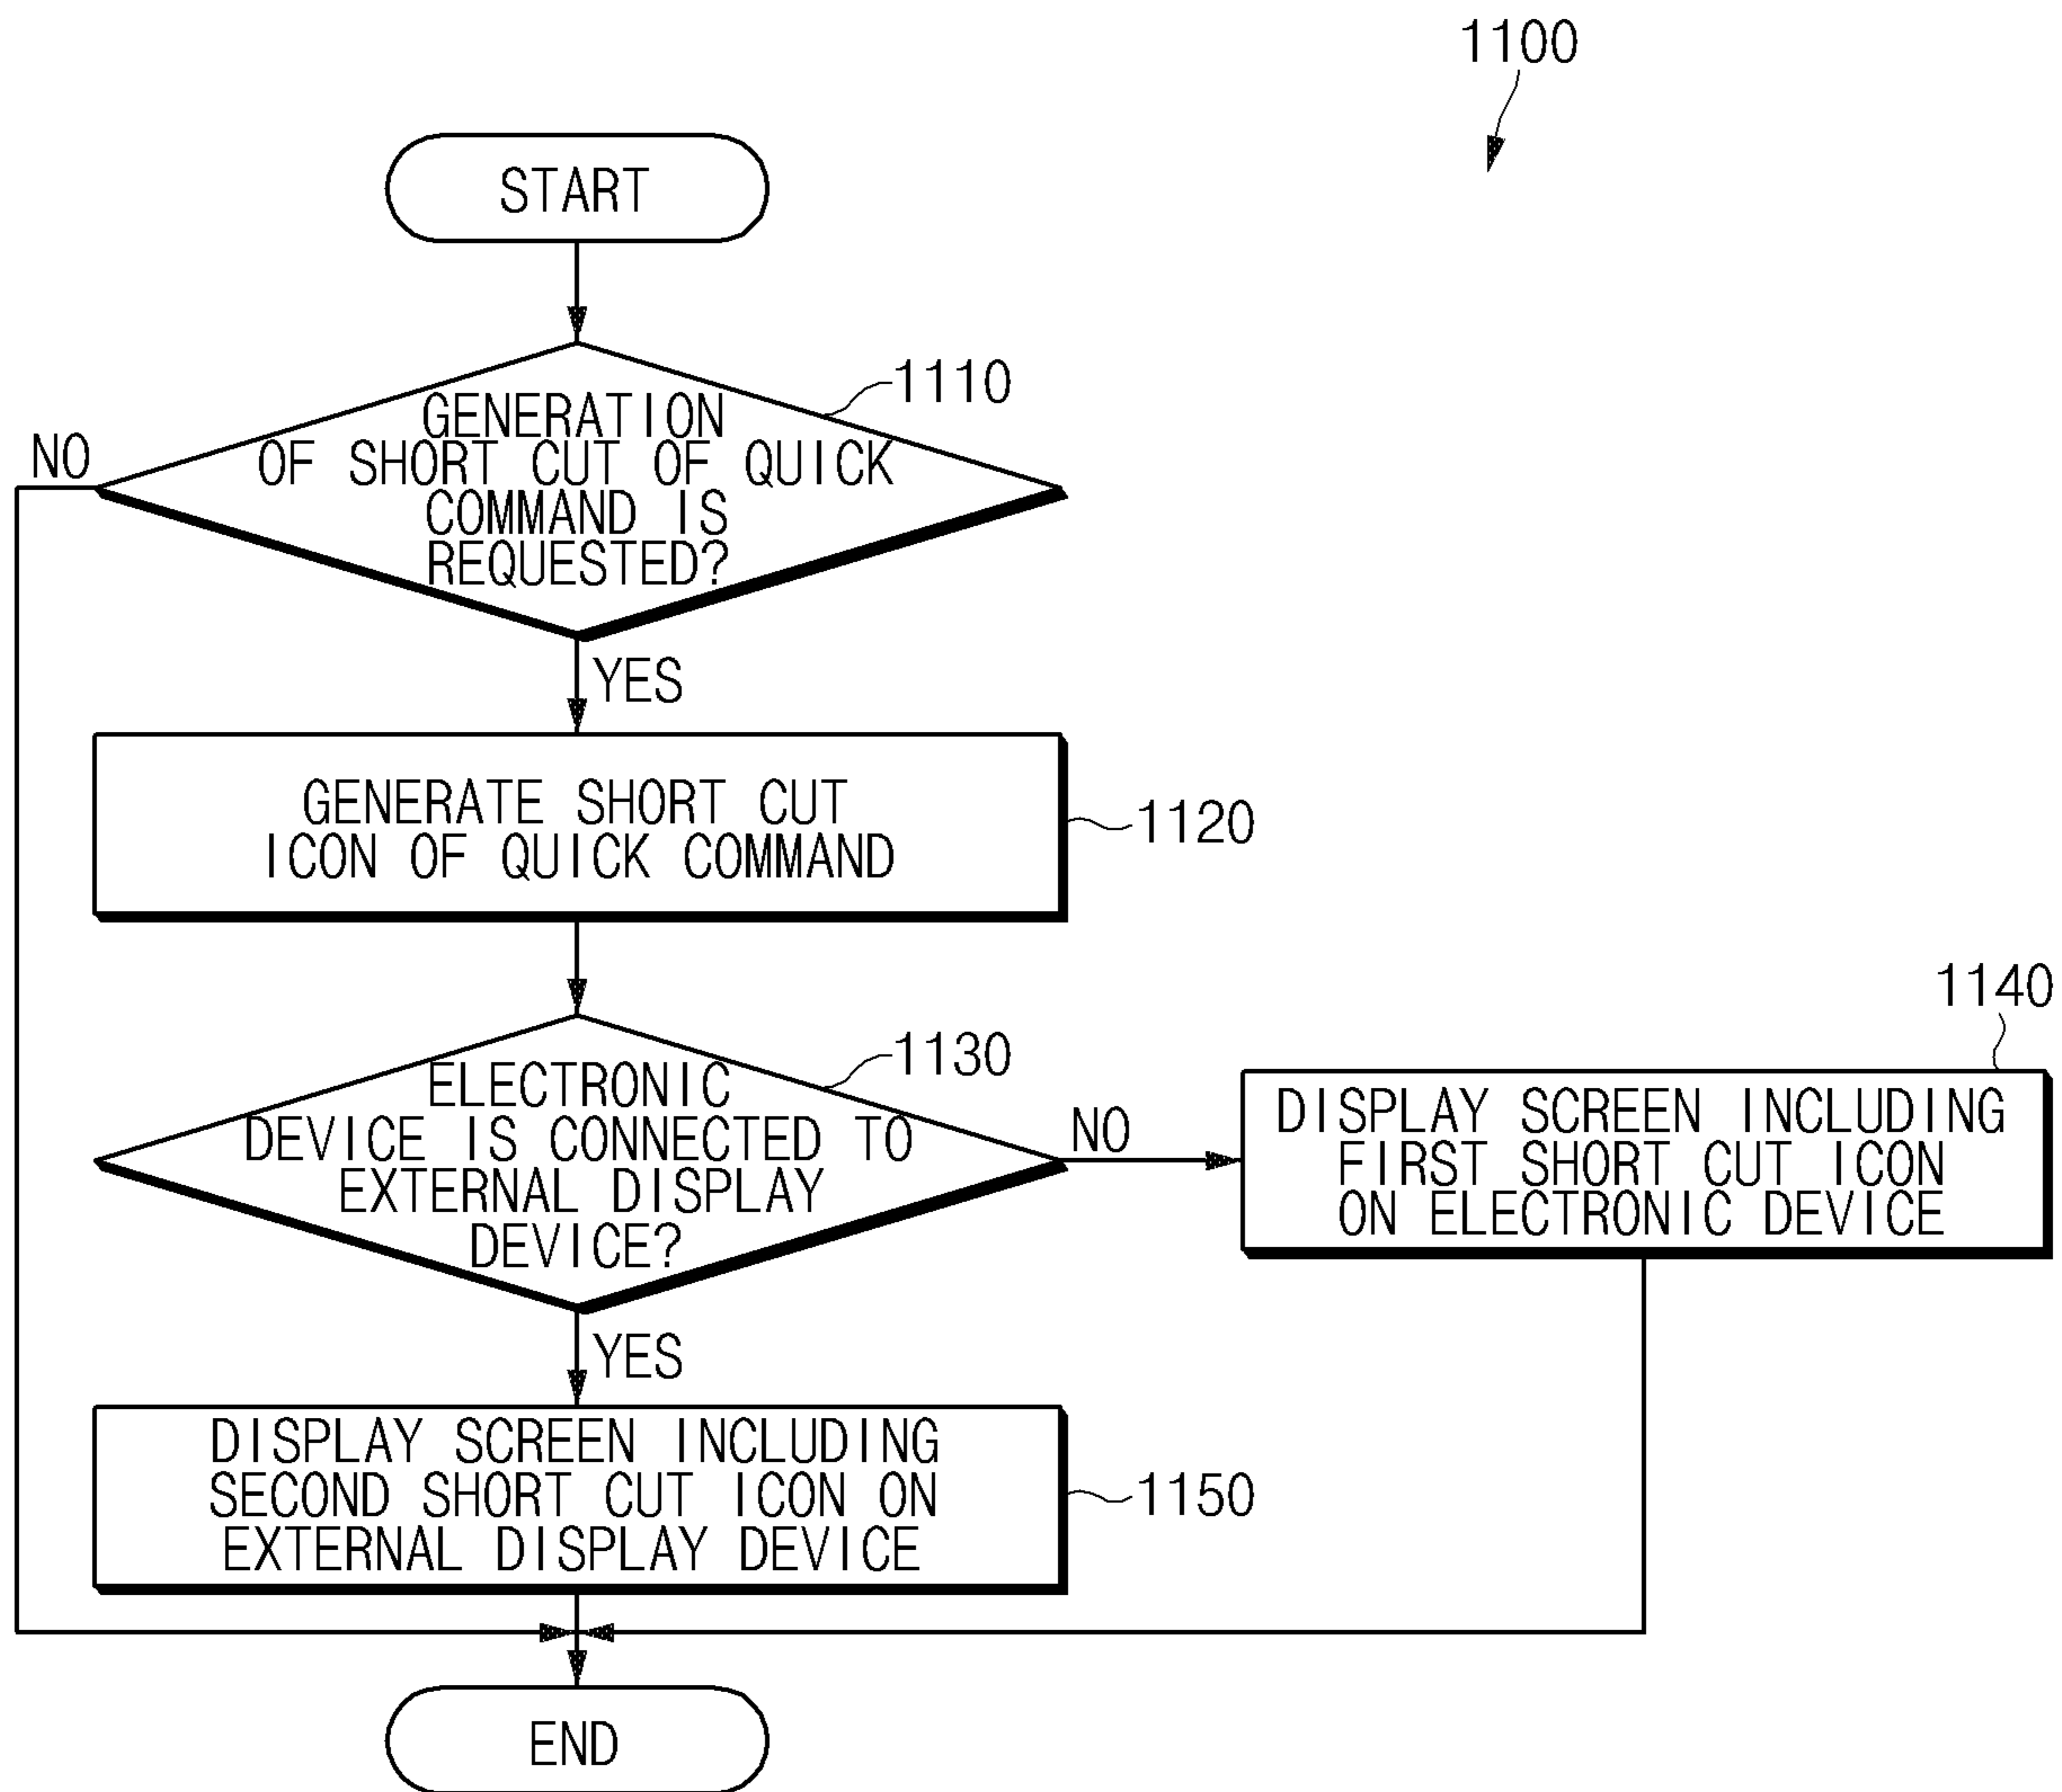 1100
START
1110
GENERATION
OF SHORT CUT OF QUICK
COMMAND IS
REQUESTED?
NO
YES
GENERATE SHORT CUT
ICON OF QUICK COMMAND
1120
1130
ELECTRONIC
DEVICE IS CONNECTED TO
EXTERNAL DISPLAY
DEVICE?
NO
1140
DISPLAY SCREEN INCLUDING
FIRST SHORT CUT ICON
ON ELECTRONIC DEVICE
YES
DISPLAY SCREEN INCLUDING
SECOND SHORT CUT ICON ON
EXTERNAL DISPLAY DEVICE
1150
END